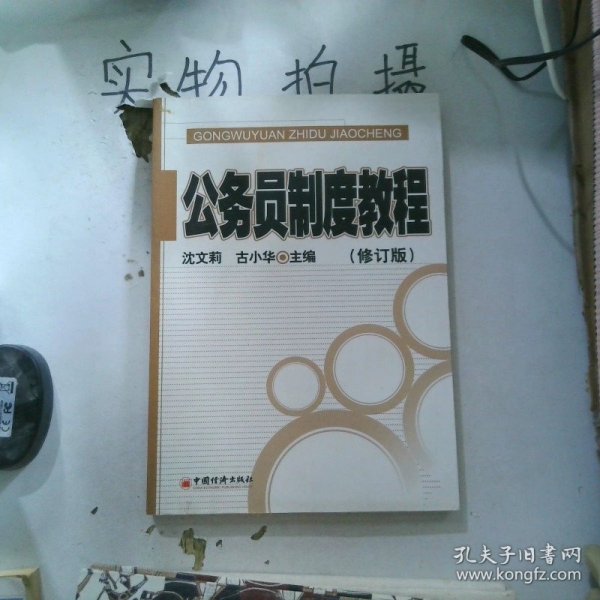 实物拍摄
GONGWUYUAN ZHIDU JIAOCHENG
公务员制度教程
沈文莉 古小华◎主编 (修订版)
中国经济出版社
孔夫子旧书网
www.kongfz.com